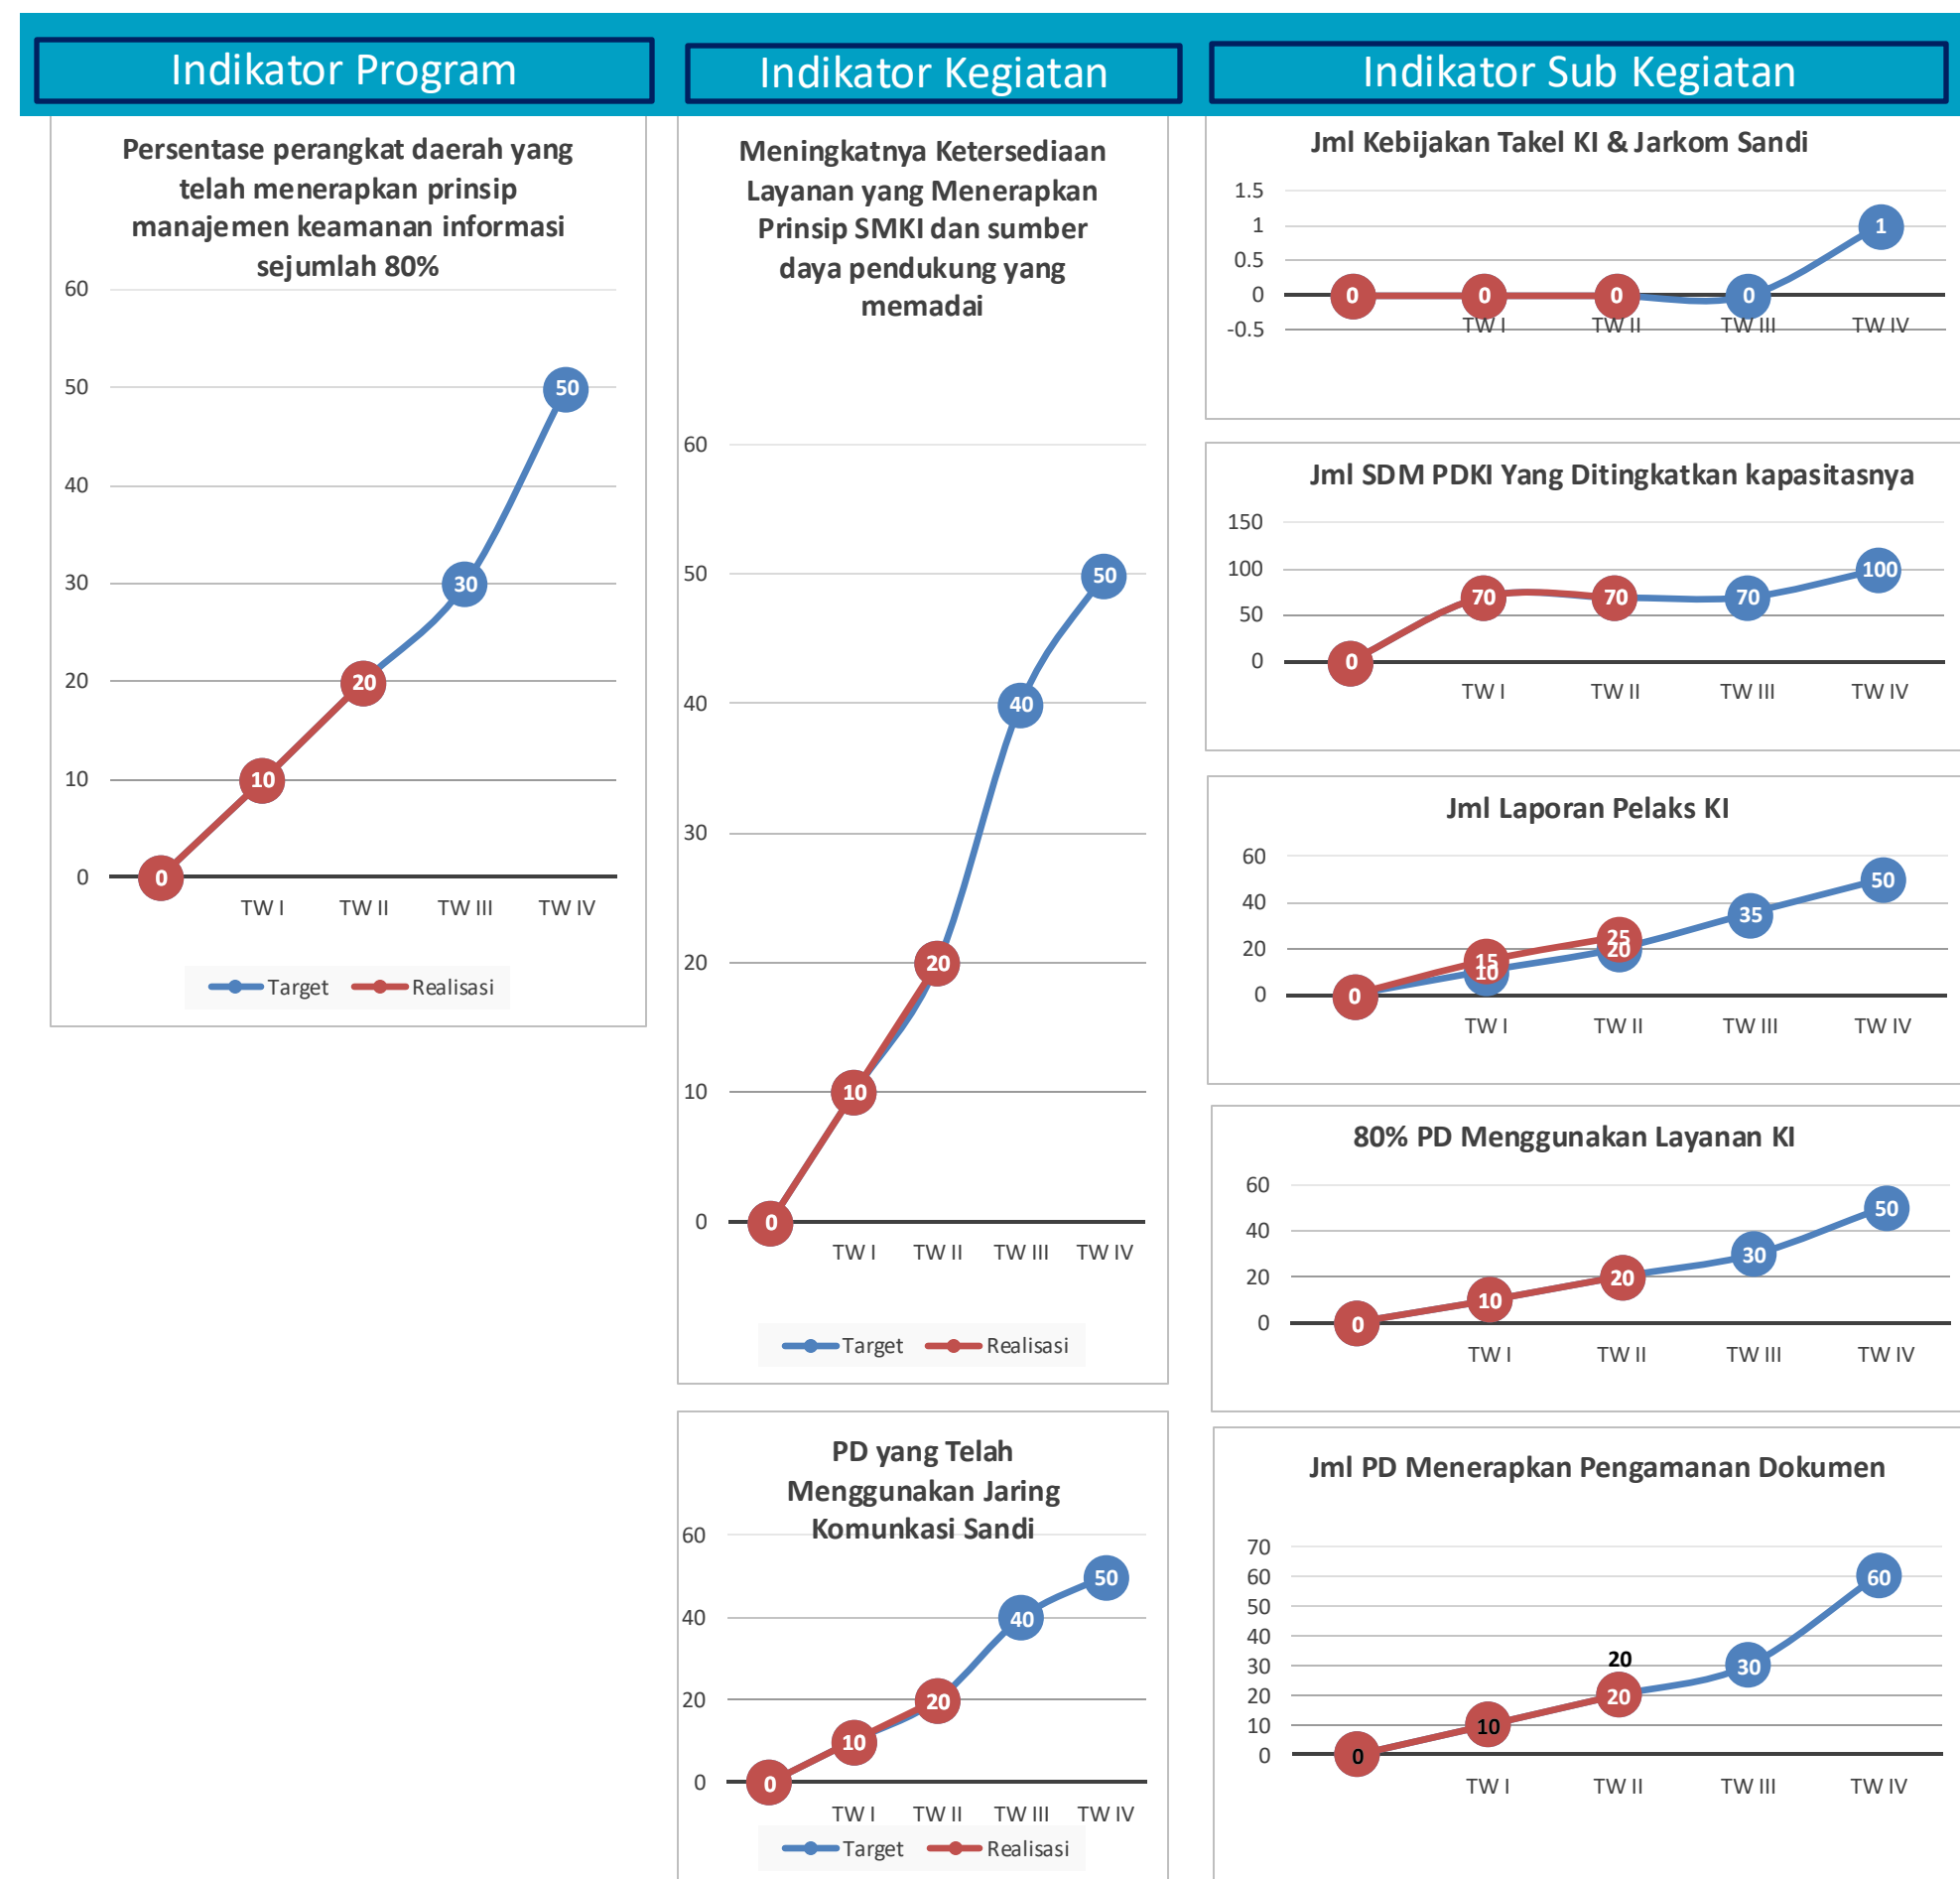 Indikator Program
Indikator Kegiatan
Indikator Sub Kegiatan
Persentase perangkat daerah yang
telah menerapkan prinsip
manajemen keamanan informasi
sejumlah 80%
60
50
40
30
20
10
0
50
30
20
10
0
TW I TW II TW III TW IV
Target Realisasi
Meningkatnya Ketersediaan
Layanan yang Menerapkan
Prinsip SMKI dan sumber
daya pendukung yang
memadai
60
50
40
30
20
10
0
50
40
20
10
0
TW I TW II TW III TW IV
Target Realisasi
PD yang Telah
Menggunakan Jaring
Komunkasi Sandi
60
40
20
0
50
40
20
10
0
TW I TW II TW III TW IV
Target Realisasi
Jml Kebijakan Takel KI & Jarkom Sandi
1.5
1
0.5
0
-0.5
0 0 0 0 1
TW I TW II TW III TW IV
Jml SDM PDKI Yang Ditingkatkan kapasitasnya
150
100
50
0
0 70 70 70 100
TW I TW II TW III TW IV
Jml Laporan Pelaks KI
60
40
20
0
15 25
0 10 20 35 50
TW I TW II TW III TW IV
80% PD Menggunakan Layanan KI
60
40
20
0
0 10 20 30 50
TW I TW II TW III TW IV
Jml PD Menerapkan Pengamanan Dokumen
70
60
50
40
30
20
10
0
20
0 10 20 30 60
TW I TW II TW III TW IV